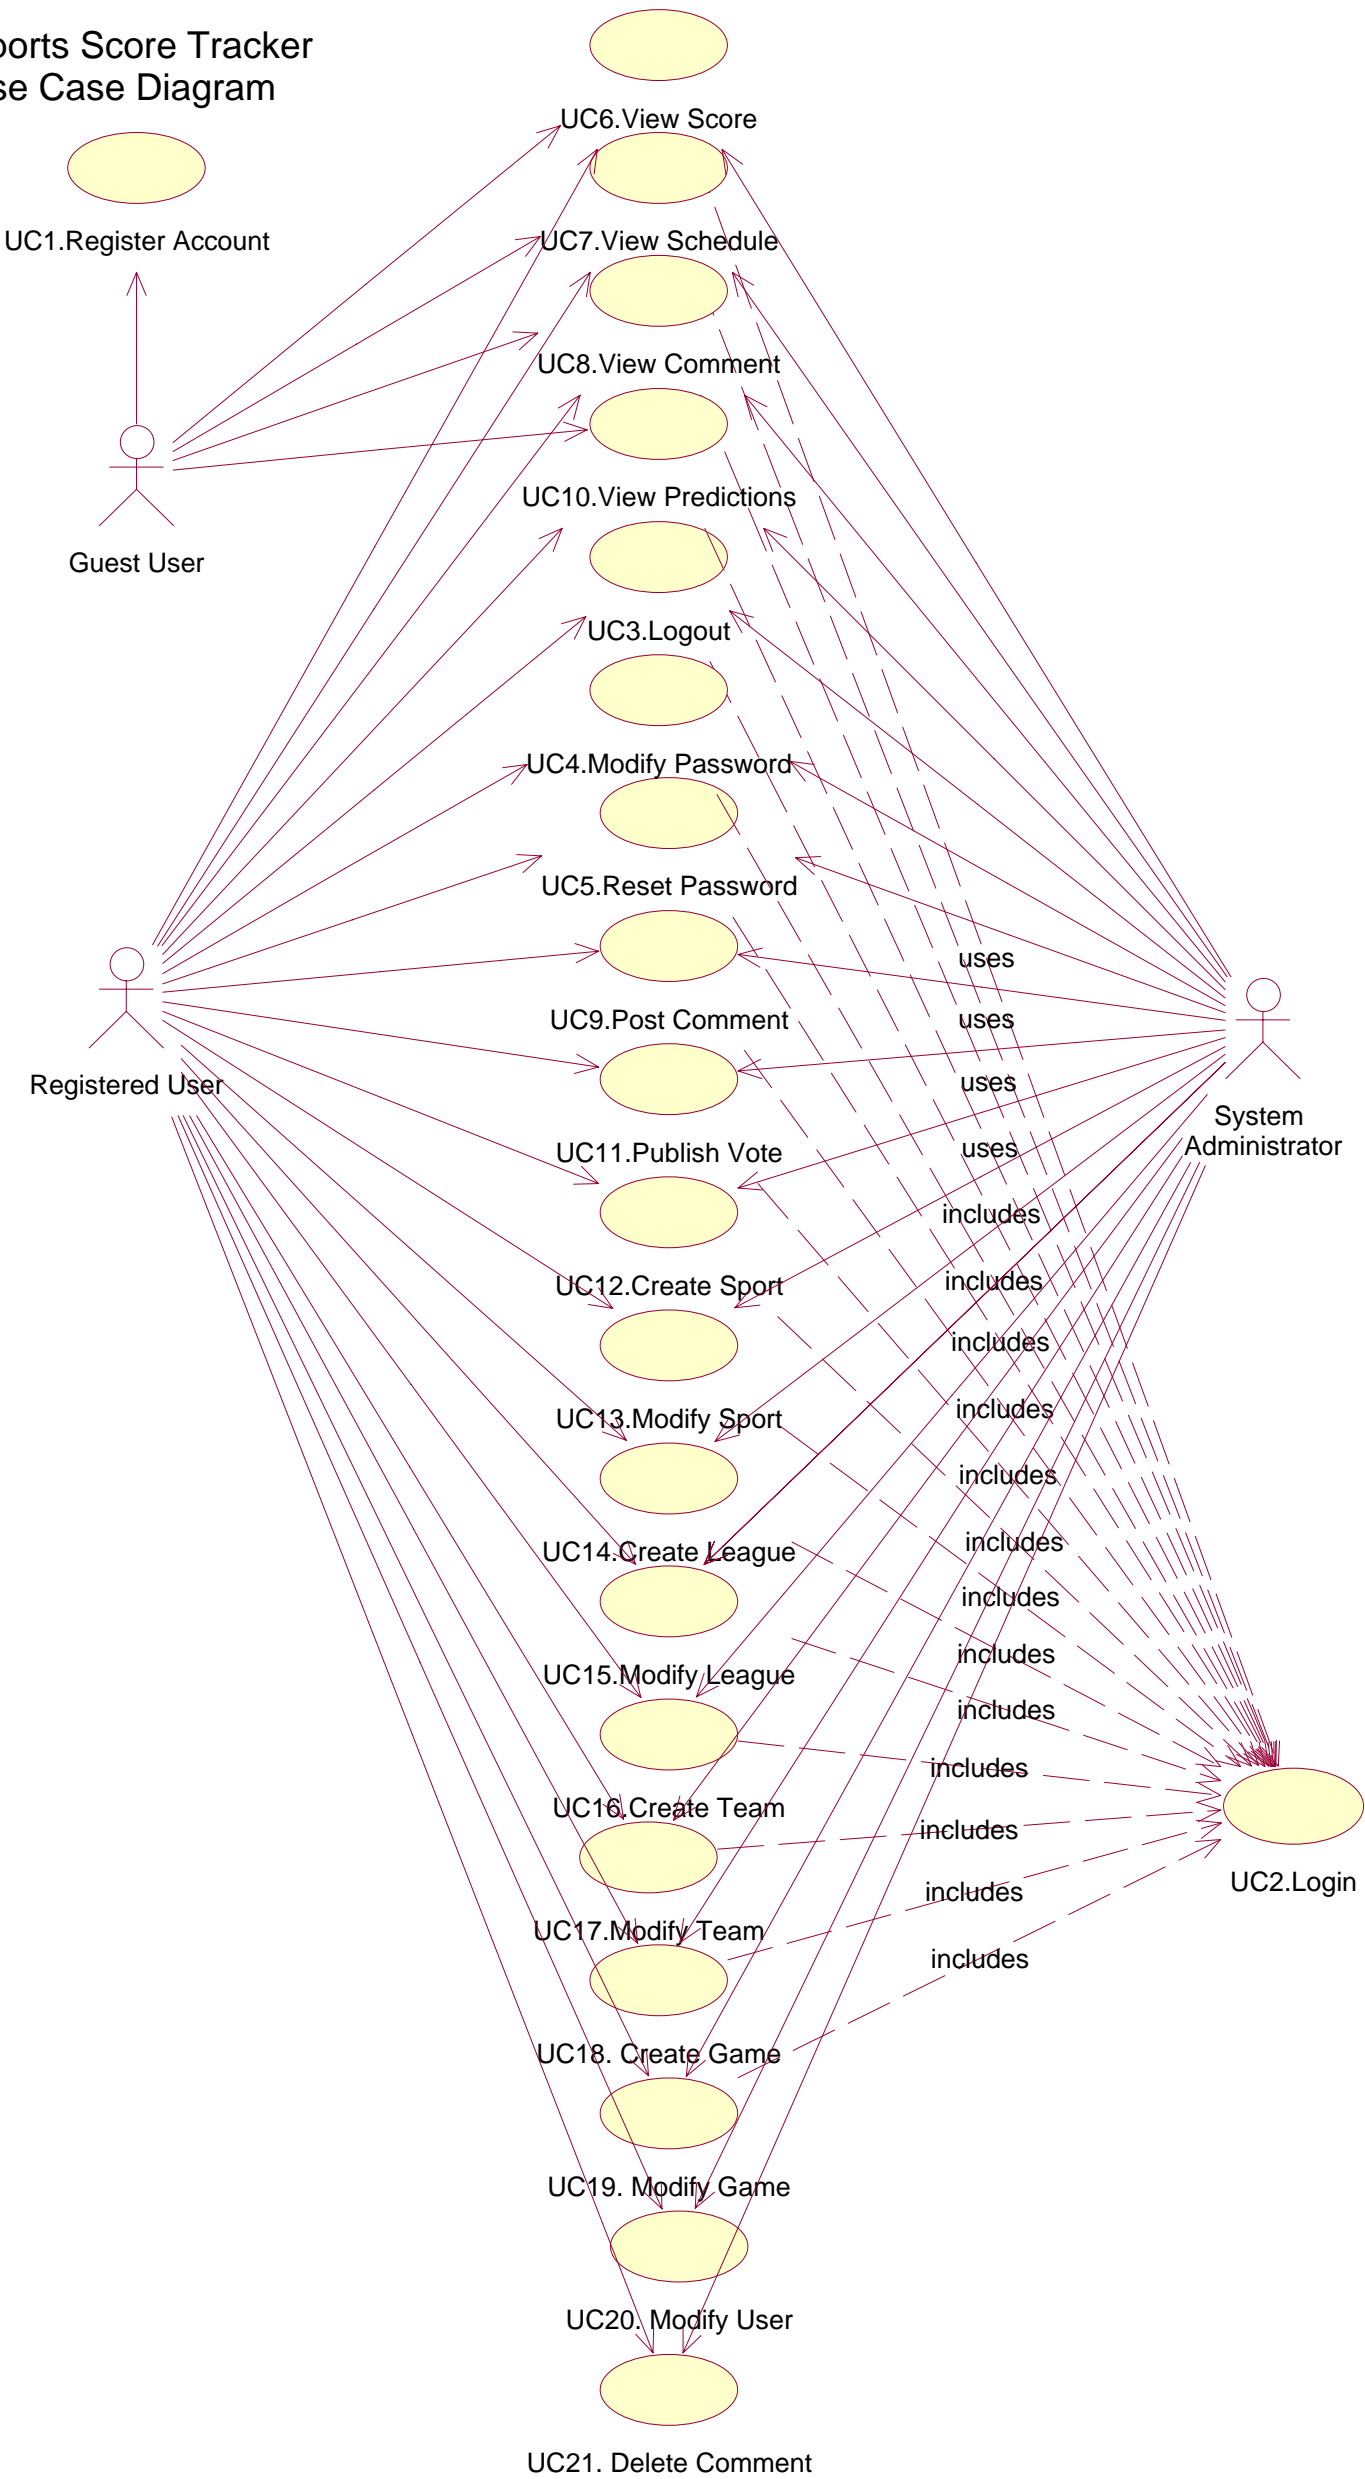 ports Score Tracker
se Case Diagram
UC6.View Score
UC1.Register Account
UC7.View Schedule
UC8.View Comment
UC10.View Predictions
Guest User
UC3.Logout
UC4.Modify Password
UC5.Reset Password
uses
UC9.Post Comment
uses
Registered User
uses
System
Administrator
UC11.Publish Vote
uses
includes
UC12.Create Sport
includes
includes
UC13.Modify Sport
includes
includes
UC14.Create League
includes
includes
UC15.Modify League
includes
includes
includes
UC16.Create Team
includes
UC2.Login
includes
UC17.Modify Team
includes
UC18. Create Game
UC19. Modify Game
UC20. Modify User
UC21. Delete Comment